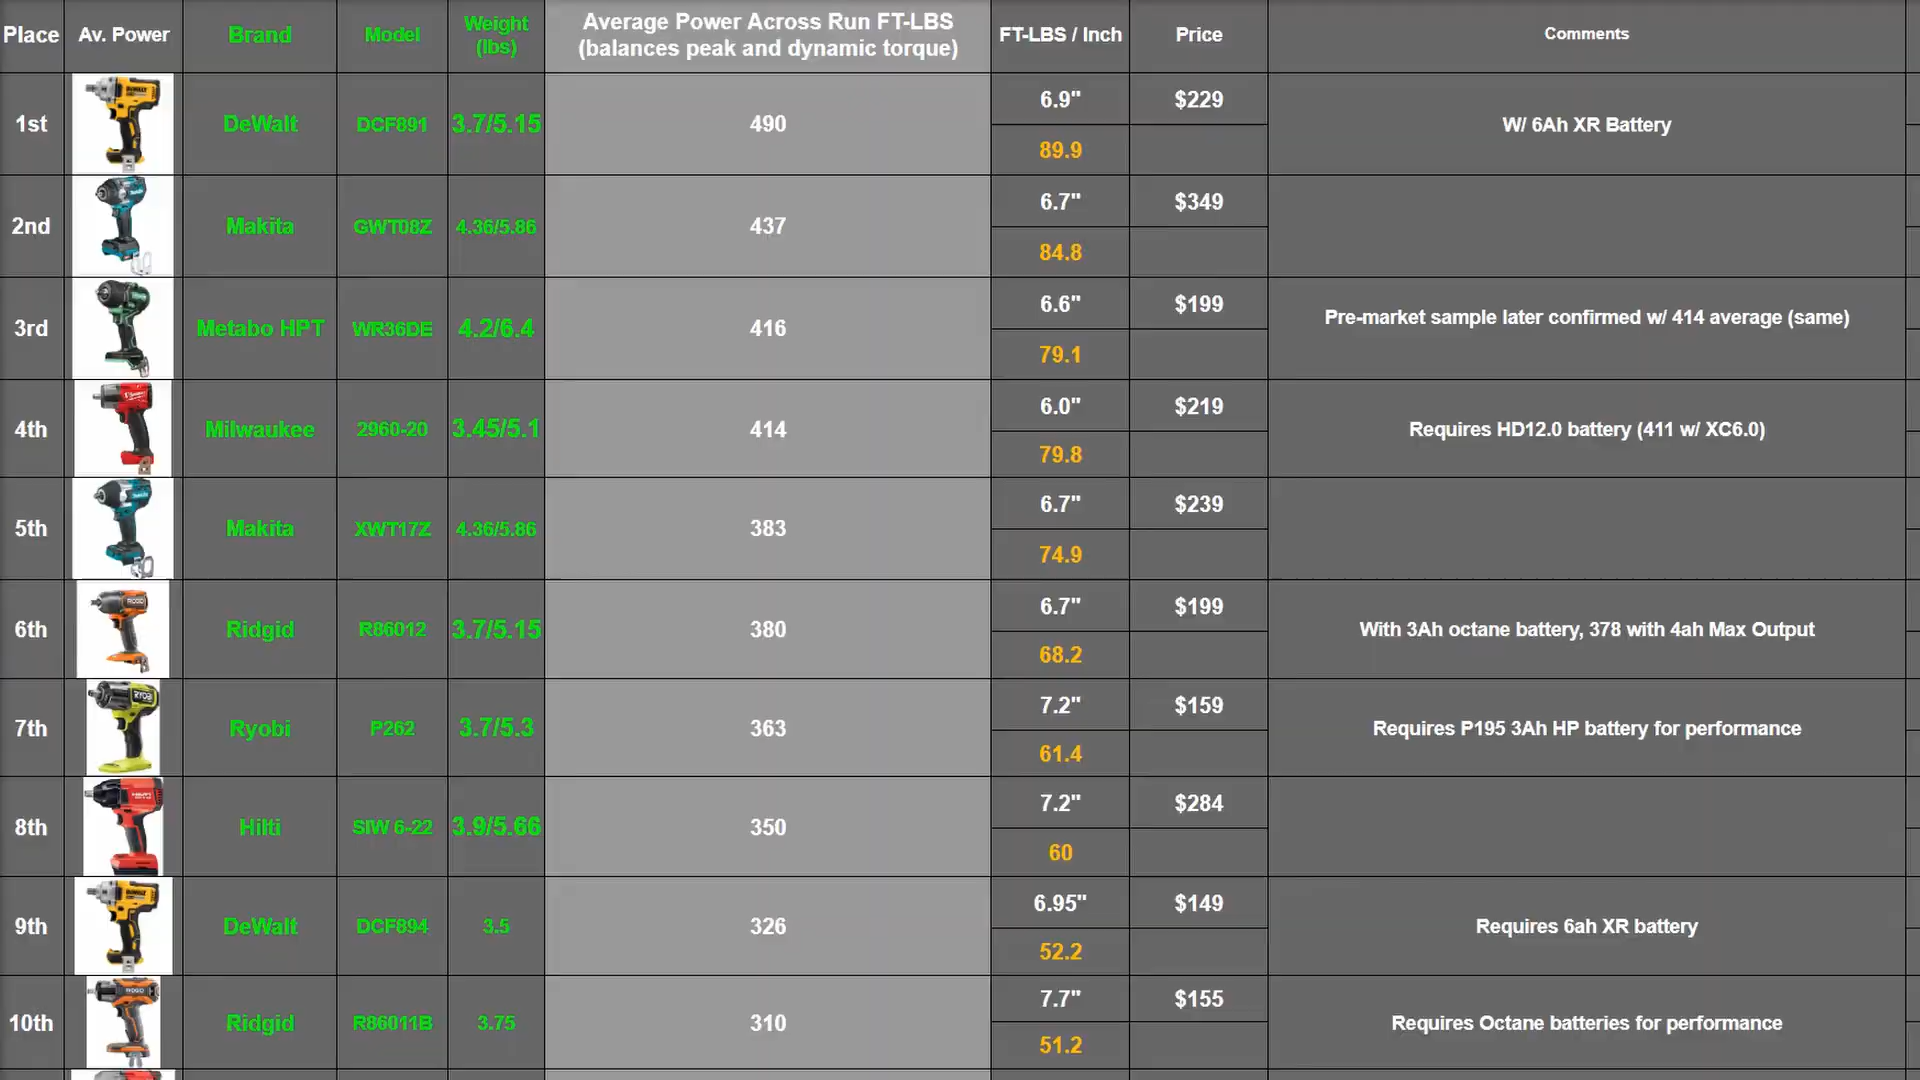 Place Av. Power Brand Model Weight (lbs) Average Power Across Run FT-LBS (balances peak and dynamic torque) FT-LBS / Inch Price Comments
1st DeWalt DCF891 3.7/5.15 490 6.9" $229 W/ 6Ah XR Battery
89.9
2nd Makita GWT08Z 4.36/5.86 437 6.7" $349
84.8
3rd Metabo HPT WR36DE 4.2/6.4 416 6.6" $199 Pre-market sample later confirmed w/ 414 average (same)
79.1
4th Milwaukee 2960-20 3.45/5.1 414 6.0" $219 Requires HD12.0 battery (411 w/ XC6.0)
79.8
5th Makita XWT17Z 4.36/5.86 383 6.7" $239
74.9
6th Ridgid R86012 3.7/5.15 380 6.7" $199 With 3Ah octane battery, 378 with 4ah Max Output
68.2
7th Ryobi P262 3.7/5.3 363 7.2" $159 Requires P195 3Ah HP battery for performance
61.4
8th Hilti SIW 6-22 3.9/5.66 350 7.2" $284
60
9th DeWalt DCF894 3.5 326 6.95" $149 Requires 6ah XR battery
52.2
10th Ridgid R86011B 3.75 310 7.7" $155 Requires Octane batteries for performance
51.2